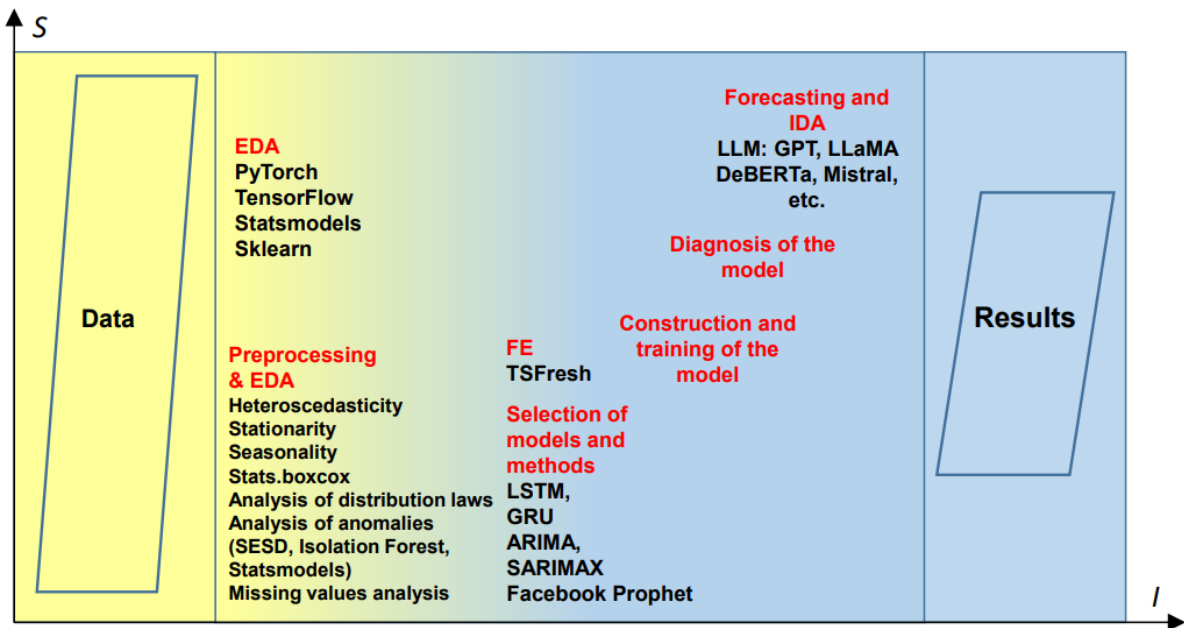 S
Data
EDA
PyTorch
TensorFlow
Statsmodels
Sklearn
Preprocessing
& EDA
Heteroscedasticity
Stationarity
Seasonality
Stats.boxcox
Analysis of distribution laws
Analysis of anomalies
(SESD, Isolation Forest,
Statsmodels)
Missing values analysis
FE
TSFresh
Selection of
models and
methods
LSTM,
GRU
ARIMA,
SARIMAX
Facebook Prophet
Forecasting and
IDA
LLM: GPT, LLaMA
DeBERTa, Mistral,
etc.
Diagnosis of the
model
Construction and
training of the
model
Results
I